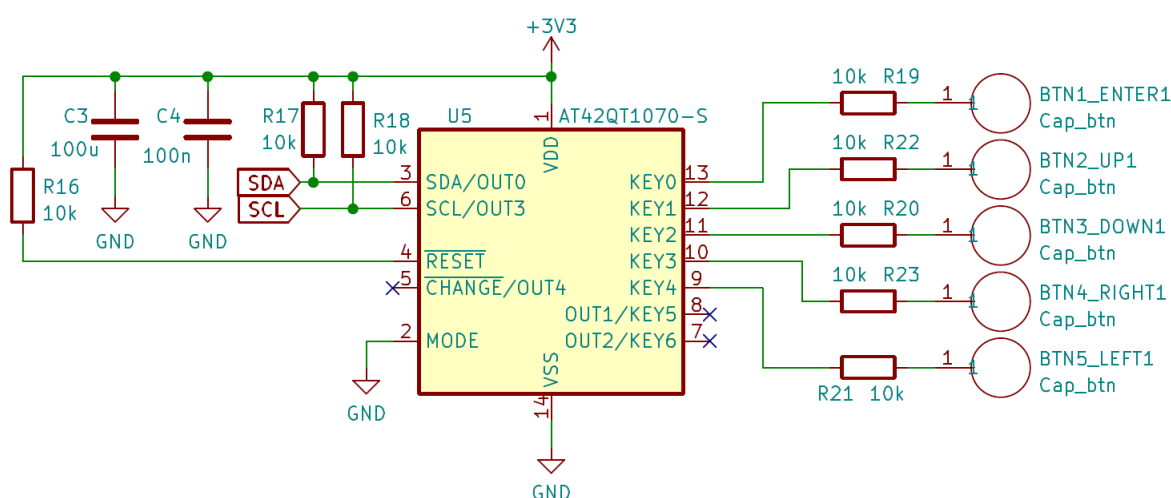 +3V3
C3
100u
C4
100n
R17
10k
R18
10k
R16
10k
GND
GND
SDA
SCL
U5
AT42QT1070-S
1
VDD
3
SDA/OUT0
6
SCL/OUT3
4
RESET
5
CHANGE/OUT4
2
MODE
GND
VSS
14
GND
KEY0
13
KEY1
12
KEY2
11
KEY3
10
KEY4
9
OUT1/KEY5
8
OUT2/KEY6
7
10k R19
1
1
BTN1_ENTER1
Cap_btn
10k R22
1
1
BTN2_UP1
Cap_btn
10k R20
1
1
BTN3_DOWN1
Cap_btn
10k R23
1
1
BTN4_RIGHT1
Cap_btn
R21 10k
1
1
BTN5_LEFT1
Cap_btn